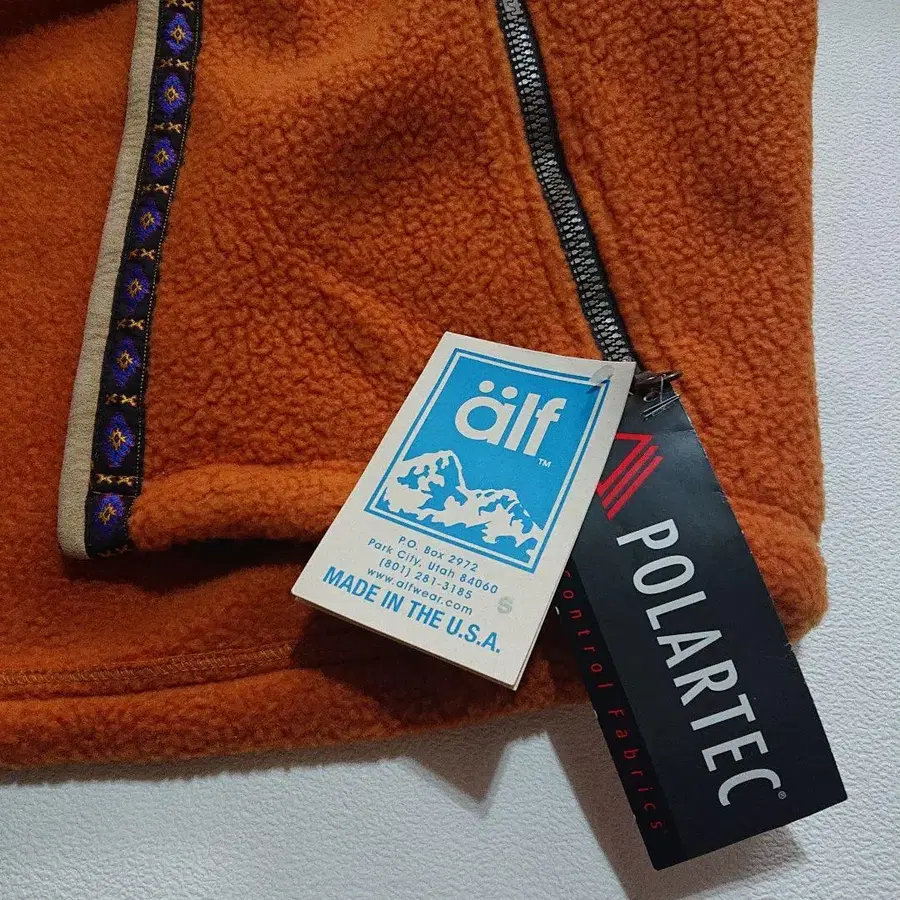 älf
™
P.O. Box 2972
Park City, Utah 84060
(801) 281-3185
www.alfwear.com
S
MADE IN THE U.S.A.
POLARTEC®
Fabrics